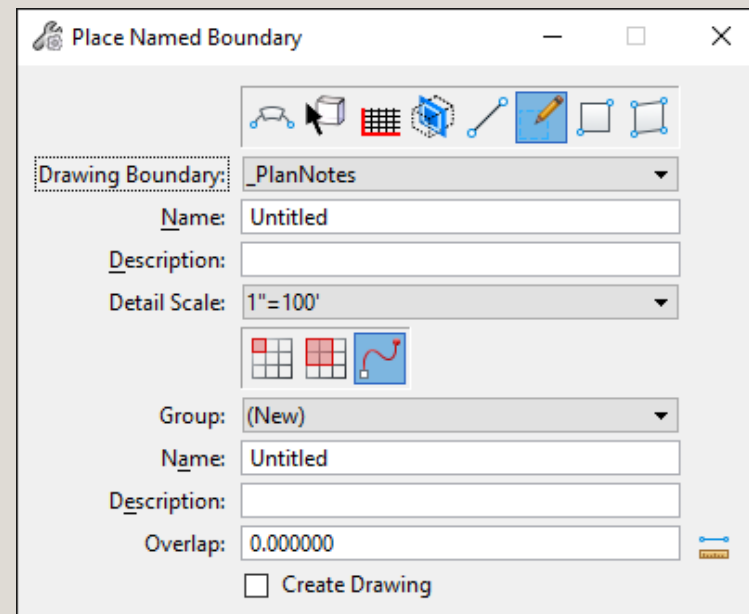 Place Named Boundary
Drawing Boundary: _PlanNotes
Name: Untitled
Description:
Detail Scale: 1"=100'
Group: (New)
Name: Untitled
Description:
Overlap: 0.000000
Create Drawing